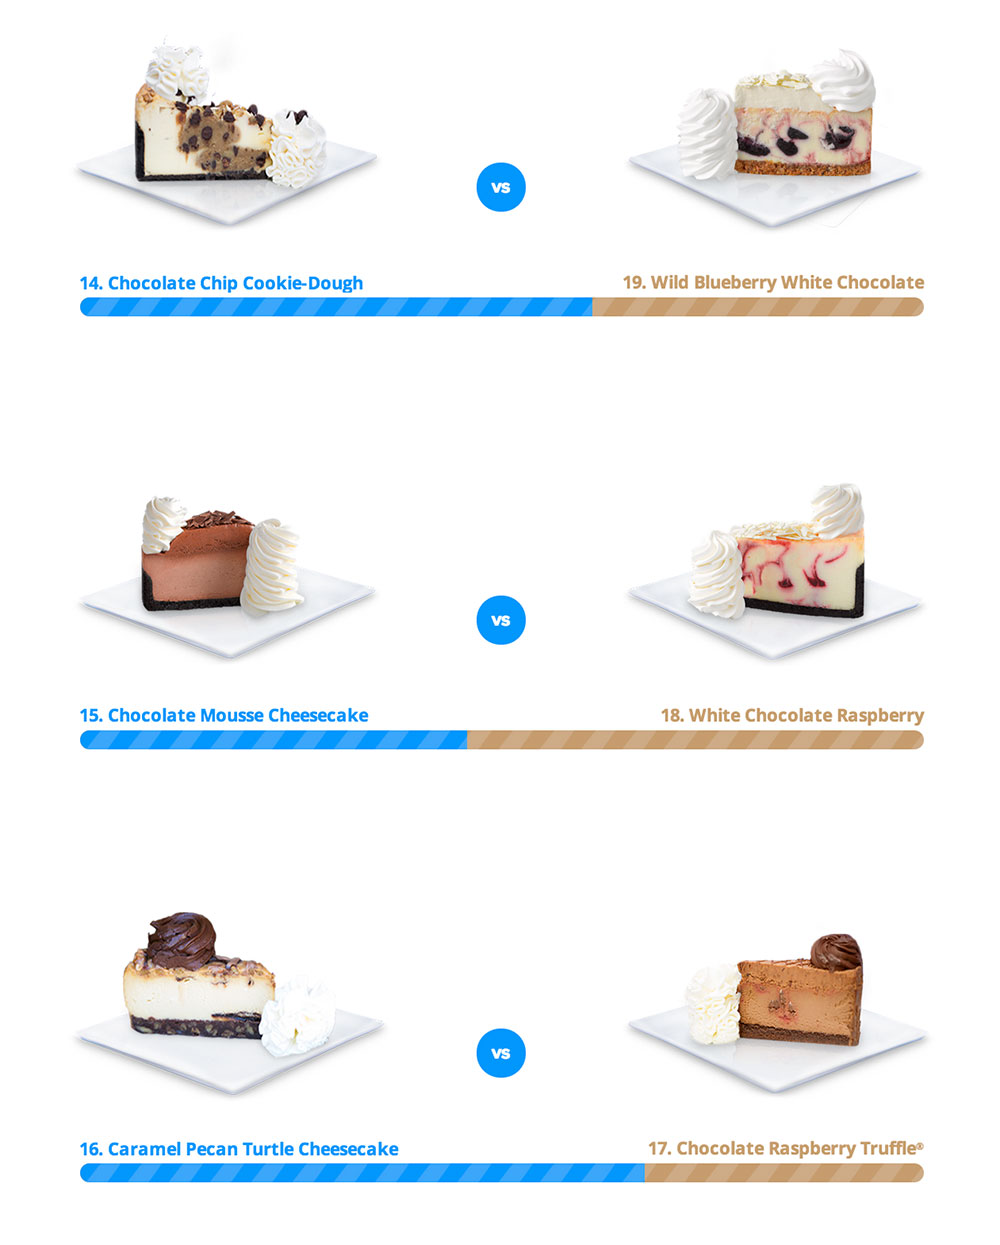 vs
14. Chocolate Chip Cookie-Dough
19. Wild Blueberry White Chocolate
vs
15. Chocolate Mousse Cheesecake
18. White Chocolate Raspberry
vs
16. Caramel Pecan Turtle Cheesecake
17. Chocolate Raspberry Truffle®